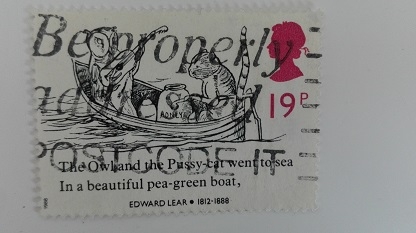 Be properly
addressed
19P
HONEY
POSTCODE IT
The Owl and the Pussy-cat went to sea
In a beautiful pea-green boat,
EDWARD LEAR • 1812-1888